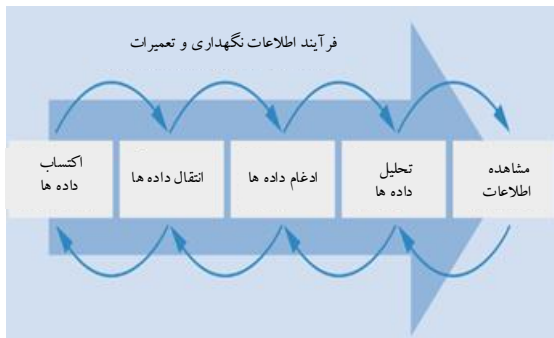 فرآیند اطلاعات نگهداری و تعمیرات
اکتساب
داده ها
انتقال داده ها
ادغام داده ها
تحلیل
داده ها
مشاهده
اطلاعات